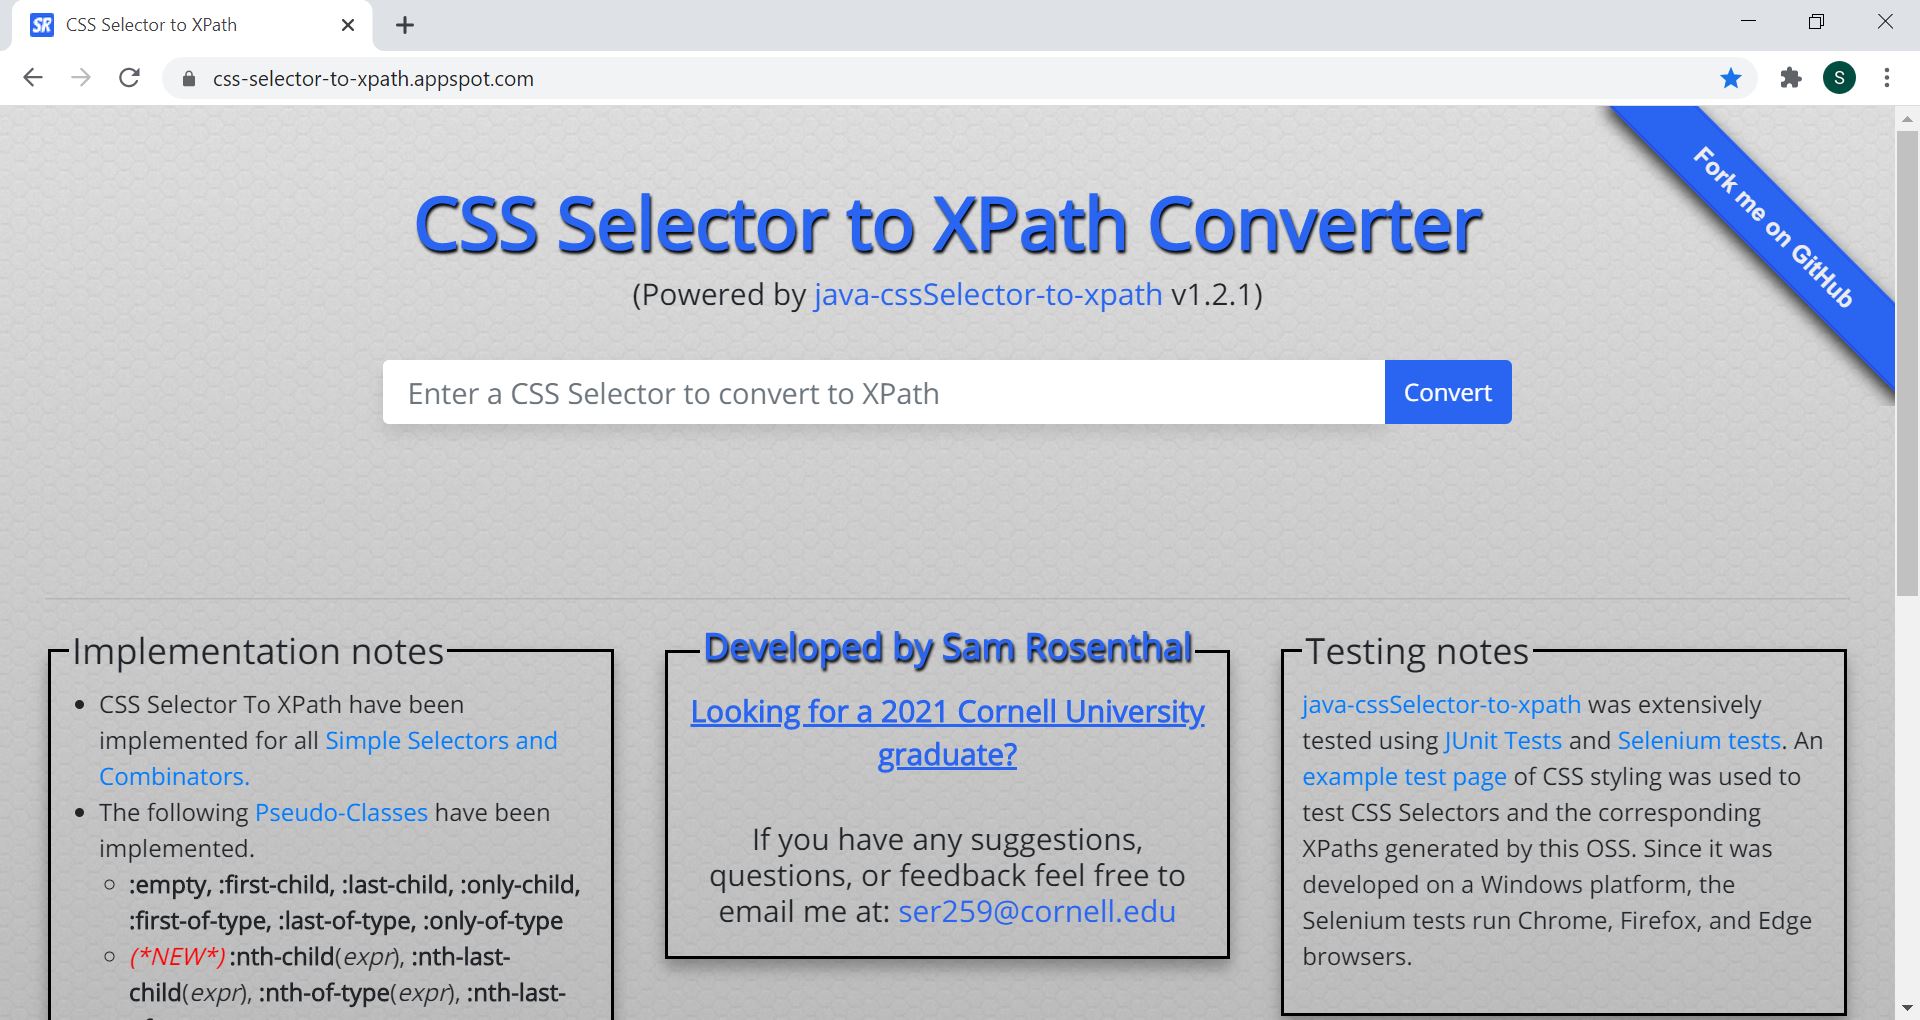 SR CSS Selector to XPath
css-selector-to-xpath.appspot.com
S
Fork me on GitHub
CSS Selector to XPath Converter
(Powered by java-cssSelector-to-xpath v1.2.1)
Enter a CSS Selector to convert to XPath
Convert
Implementation notes
• CSS Selector To XPath have been
implemented for all Simple Selectors and
Combinators.
• The following Pseudo-Classes have been
implemented.
○ :empty, :first-child, :last-child, :only-child,
:first-of-type, :last-of-type, :only-of-type
○ (*NEW*) :nth-child(expr), :nth-last-
child(expr), :nth-of-type(expr), :nth-last-
Developed by Sam Rosenthal
Looking for a 2021 Cornell University
graduate?
If you have any suggestions,
questions, or feedback feel free to
email me at: ser259@cornell.edu
Testing notes
java-cssSelector-to-xpath was extensively
tested using JUnit Tests and Selenium tests. An
example test page of CSS styling was used to
test CSS Selectors and the corresponding
XPaths generated by this OSS. Since it was
developed on a Windows platform, the
Selenium tests run Chrome, Firefox, and Edge
browsers.